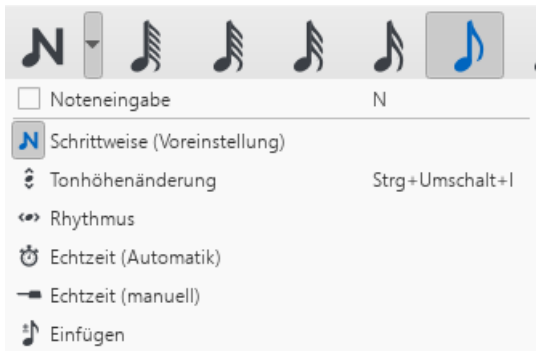 Noteneingabe N
Schrittweise (Voreinstellung)
Tonhöhenänderung Strg+Umschalt+I
Rhythmus
Echtzeit (Automatik)
Echtzeit (manuell)
Einfügen